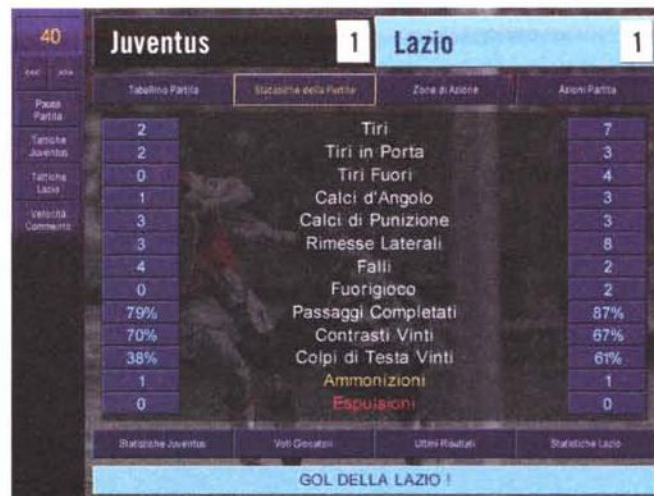 40
Juventus 1 Lazio 1
<<< >>>
Tabellino Partita Statistiche della Partita Zone di Azione Azioni Partita
Pausa Partita
Tattiche Juventus
Tattiche Lazio
Velocità Commento
2 Tiri 7
2 Tiri in Porta 3
0 Tiri Fuori 4
1 Calci d'Angolo 3
3 Calci di Punizione 3
3 Rimesse Laterali 8
4 Falli 2
0 Fuorigioco 2
79% Passaggi Completati 87%
70% Contrasti Vinti 67%
38% Colpi di Testa Vinti 61%
1 Ammonizioni 1
0 Espulsioni 0
Statistiche Juventus Voti Giocatori Ultimi Risultati Statistiche Lazio
GOL DELLA LAZIO !